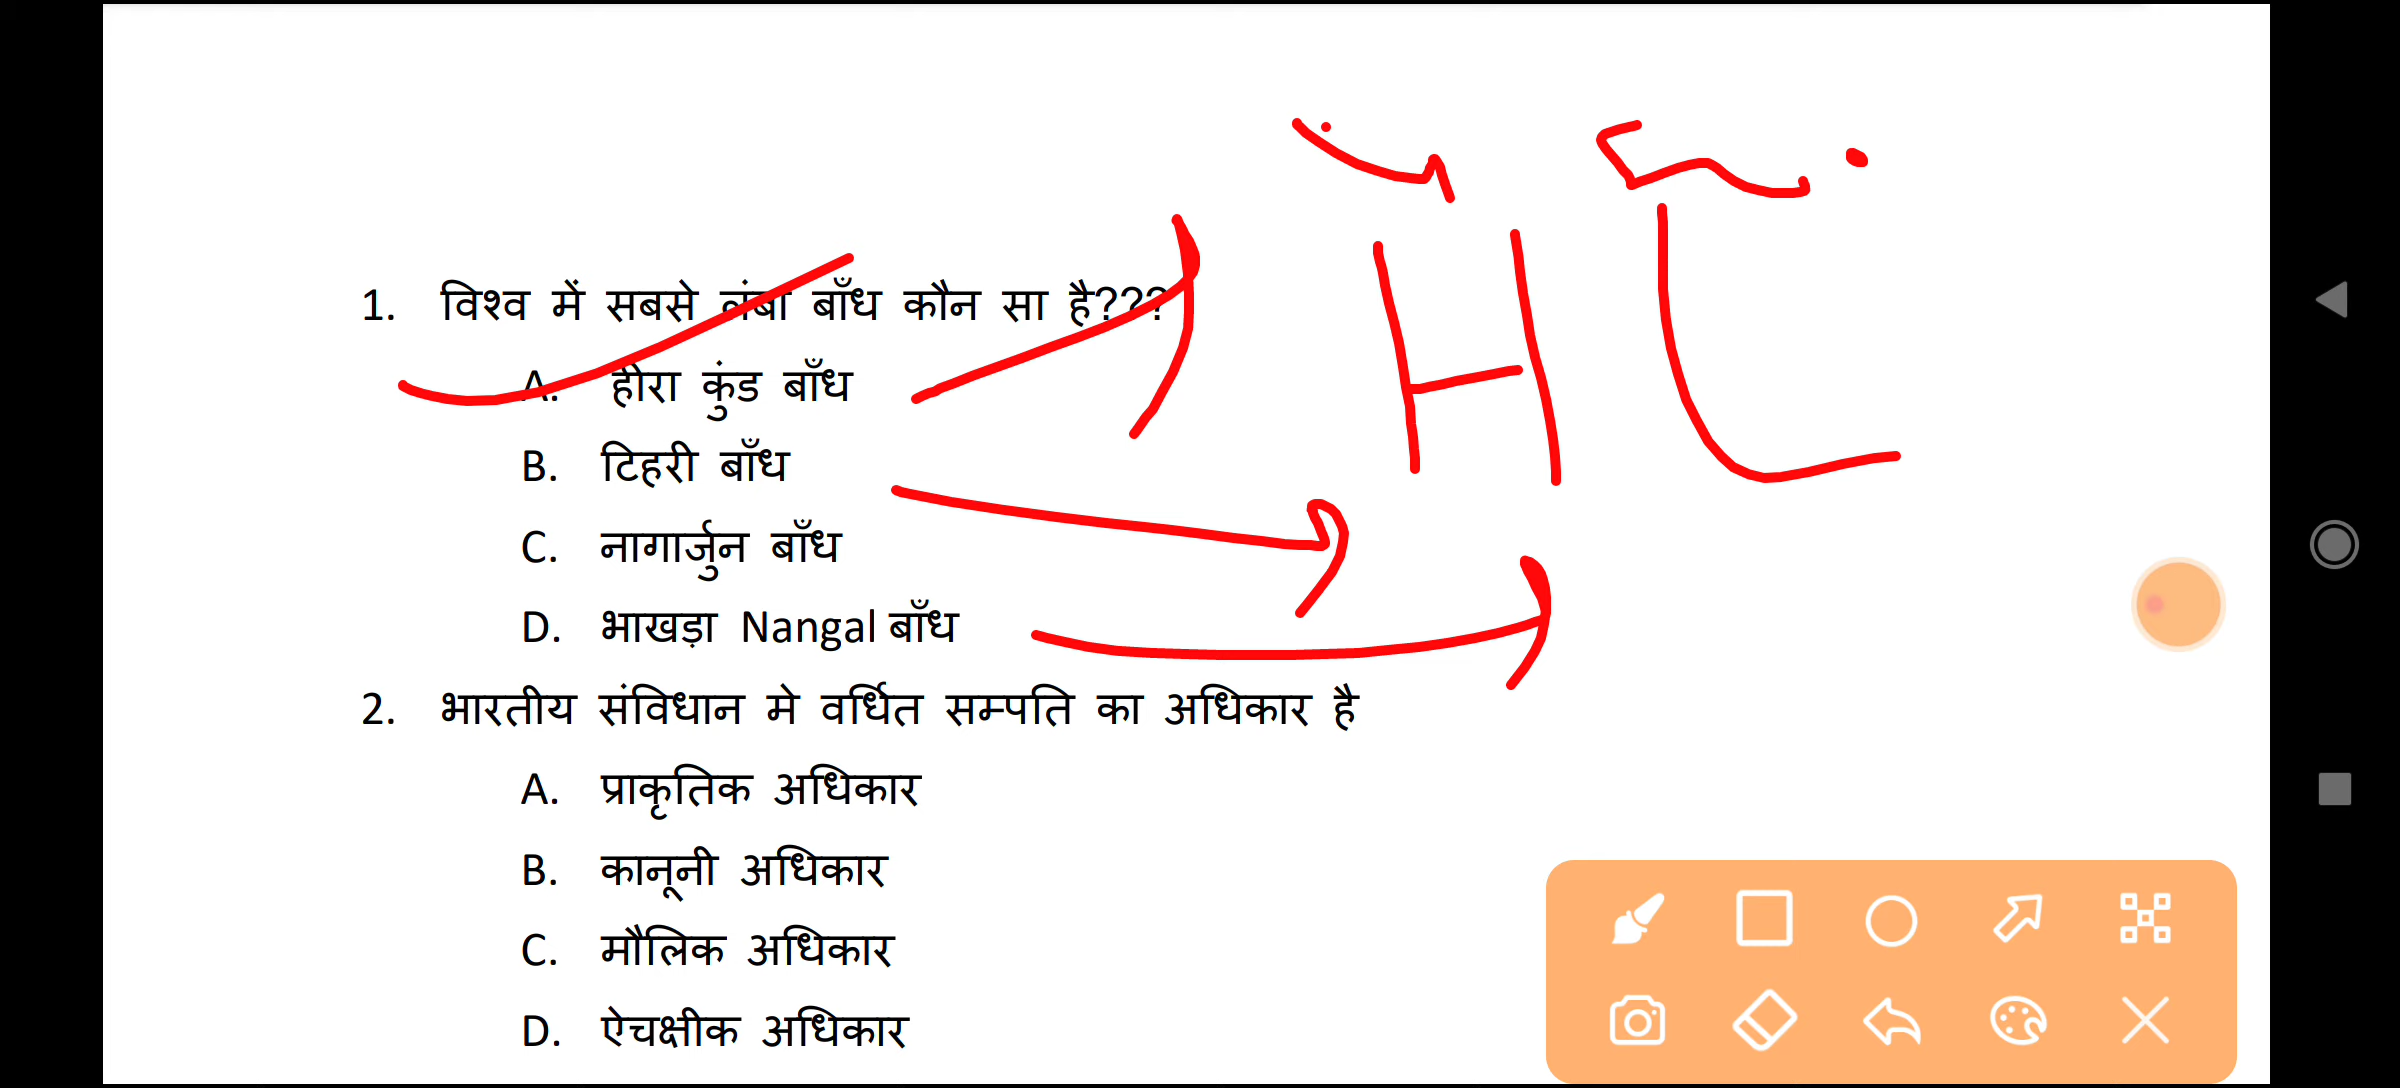 1. विश्व में सबसे लंबा बाँध कौन सा है???
A. हीरा कुंड बाँध
B. टिहरी बाँध
C. नागार्जुन बाँध
D. भाखड़ा Nangal बाँध
H L
2. भारतीय संविधान मे वर्धित सम्पति का अधिकार है
A. प्राकृतिक अधिकार
B. कानूनी अधिकार
C. मौलिक अधिकार
D. ऐचक्षीक अधिकार